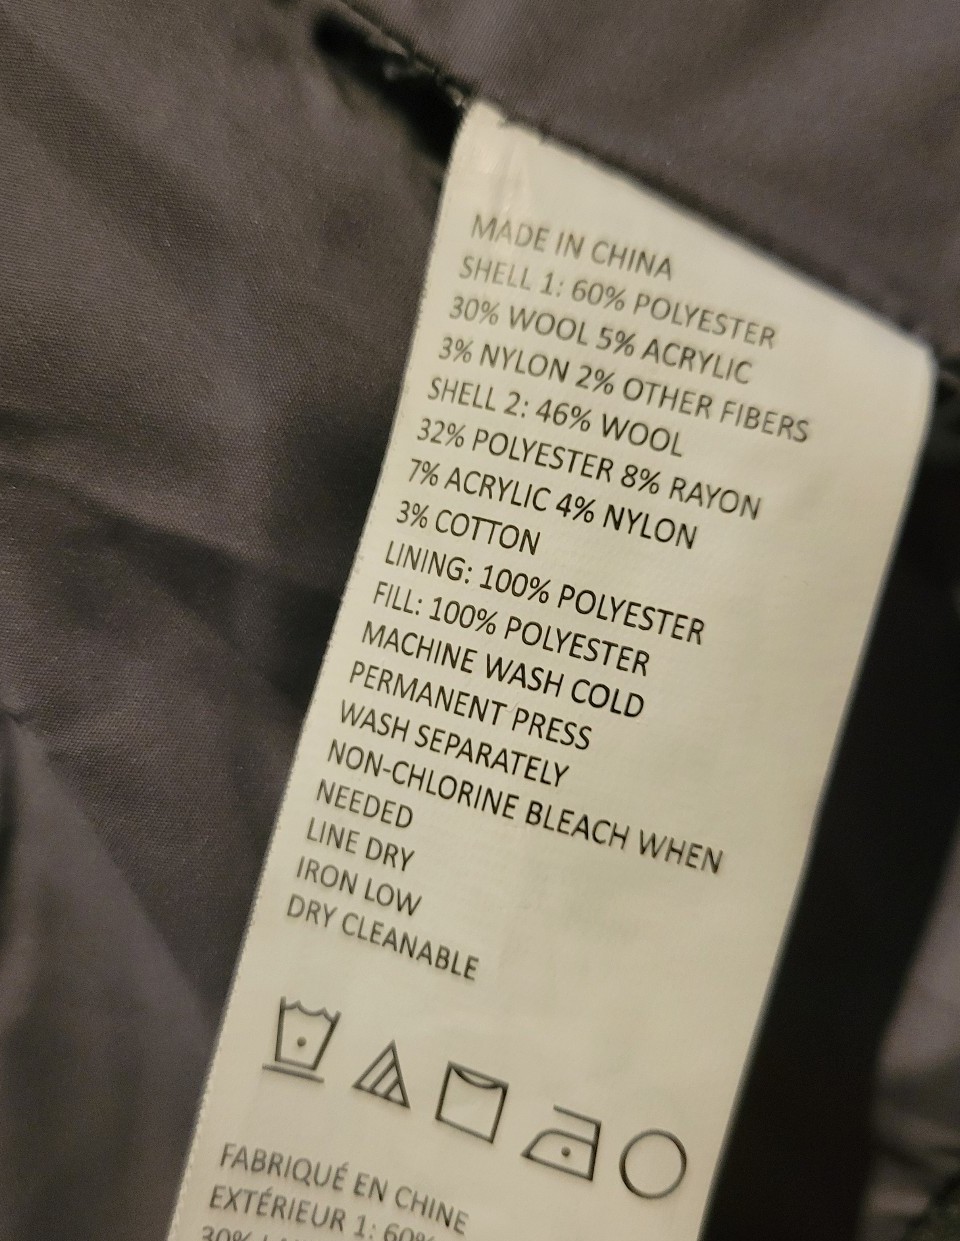 MADE IN CHINA
SHELL 1: 60% POLYESTER
30% WOOL 5% ACRYLIC
3% NYLON 2% OTHER FIBERS
SHELL 2: 46% WOOL
32% POLYESTER 8% RAYON
7% ACRYLIC 4% NYLON
3% COTTON
LINING: 100% POLYESTER
FILL: 100% POLYESTER
MACHINE WASH COLD
PERMANENT PRESS
WASH SEPARATELY
NON-CHLORINE BLEACH WHEN
NEEDED
LINE DRY
IRON LOW
DRY CLEANABLE
FABRIQUÉ EN CHINE
EXTÉRIEUR 1: 60%
30%